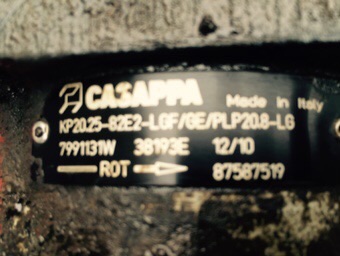 CASAPPA Made in Italy
KP20.25-82E2-LGF/GE/PLP20.8-LG
7991131W 38193E 12/10
ROT 87587519